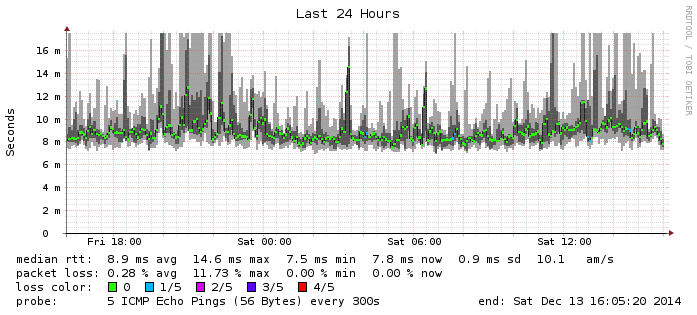 Last 24 Hours
RRDTOOL / TOBI OETIKER
Seconds
16 m
14 m
12 m
10 m
8 m
6 m
4 m
2 m
0
Fri 18:00 Sat 00:00 Sat 06:00 Sat 12:00
median rtt: 8.9 ms avg 14.6 ms max 7.5 ms min 7.8 ms now 0.9 ms sd 10.1 am/s
packet loss: 0.28 % avg 11.73 % max 0.00 % min 0.00 % now
loss color: 0 1/5 2/5 3/5 4/5
probe: 5 ICMP Echo Pings (56 Bytes) every 300s end: Sat Dec 13 16:05:20 2014